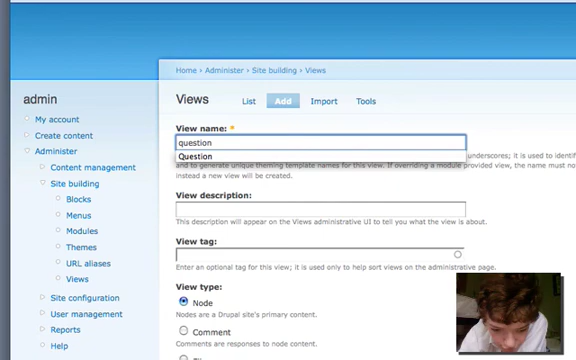 Home › Administer › Site building › Views
admin
Views
List
Add
Import
Tools
My account
Create content
Administer
Content management
Site building
Blocks
Menus
Modules
Themes
URL aliases
Views
Site configuration
User management
Reports
Help
View name: *
question
Question
underscores; it is used to identif
and to generate unique theming template names for this view. If overriding a module provided view, the name must no
instead a new view will be created.
View description:
This description will appear on the Views administrative UI to tell you what the view is about.
View tag:
Enter an optional tag for this view; it is used only to help sort views on the administrative page.
View type:
Node
Nodes are a Drupal site's primary content.
Comment
Comments are responses to node content.